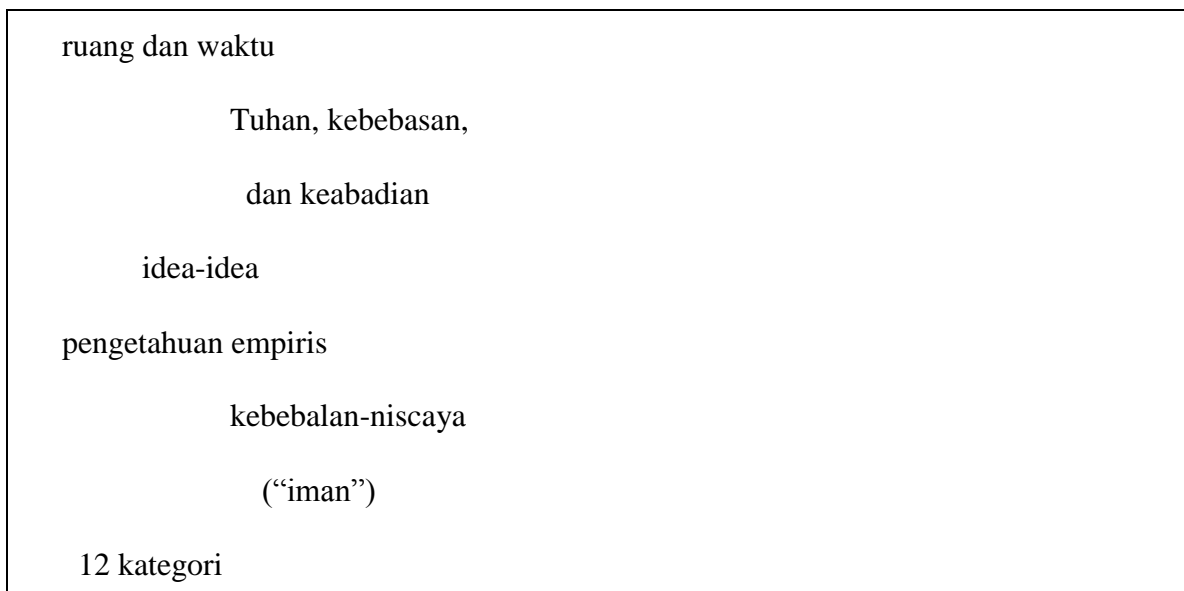 ruang dan waktu
Tuhan, kebebasan,
dan keabadian
idea-idea
pengetahuan empiris
kebebalan-niscaya
(“iman”)
12 kategori